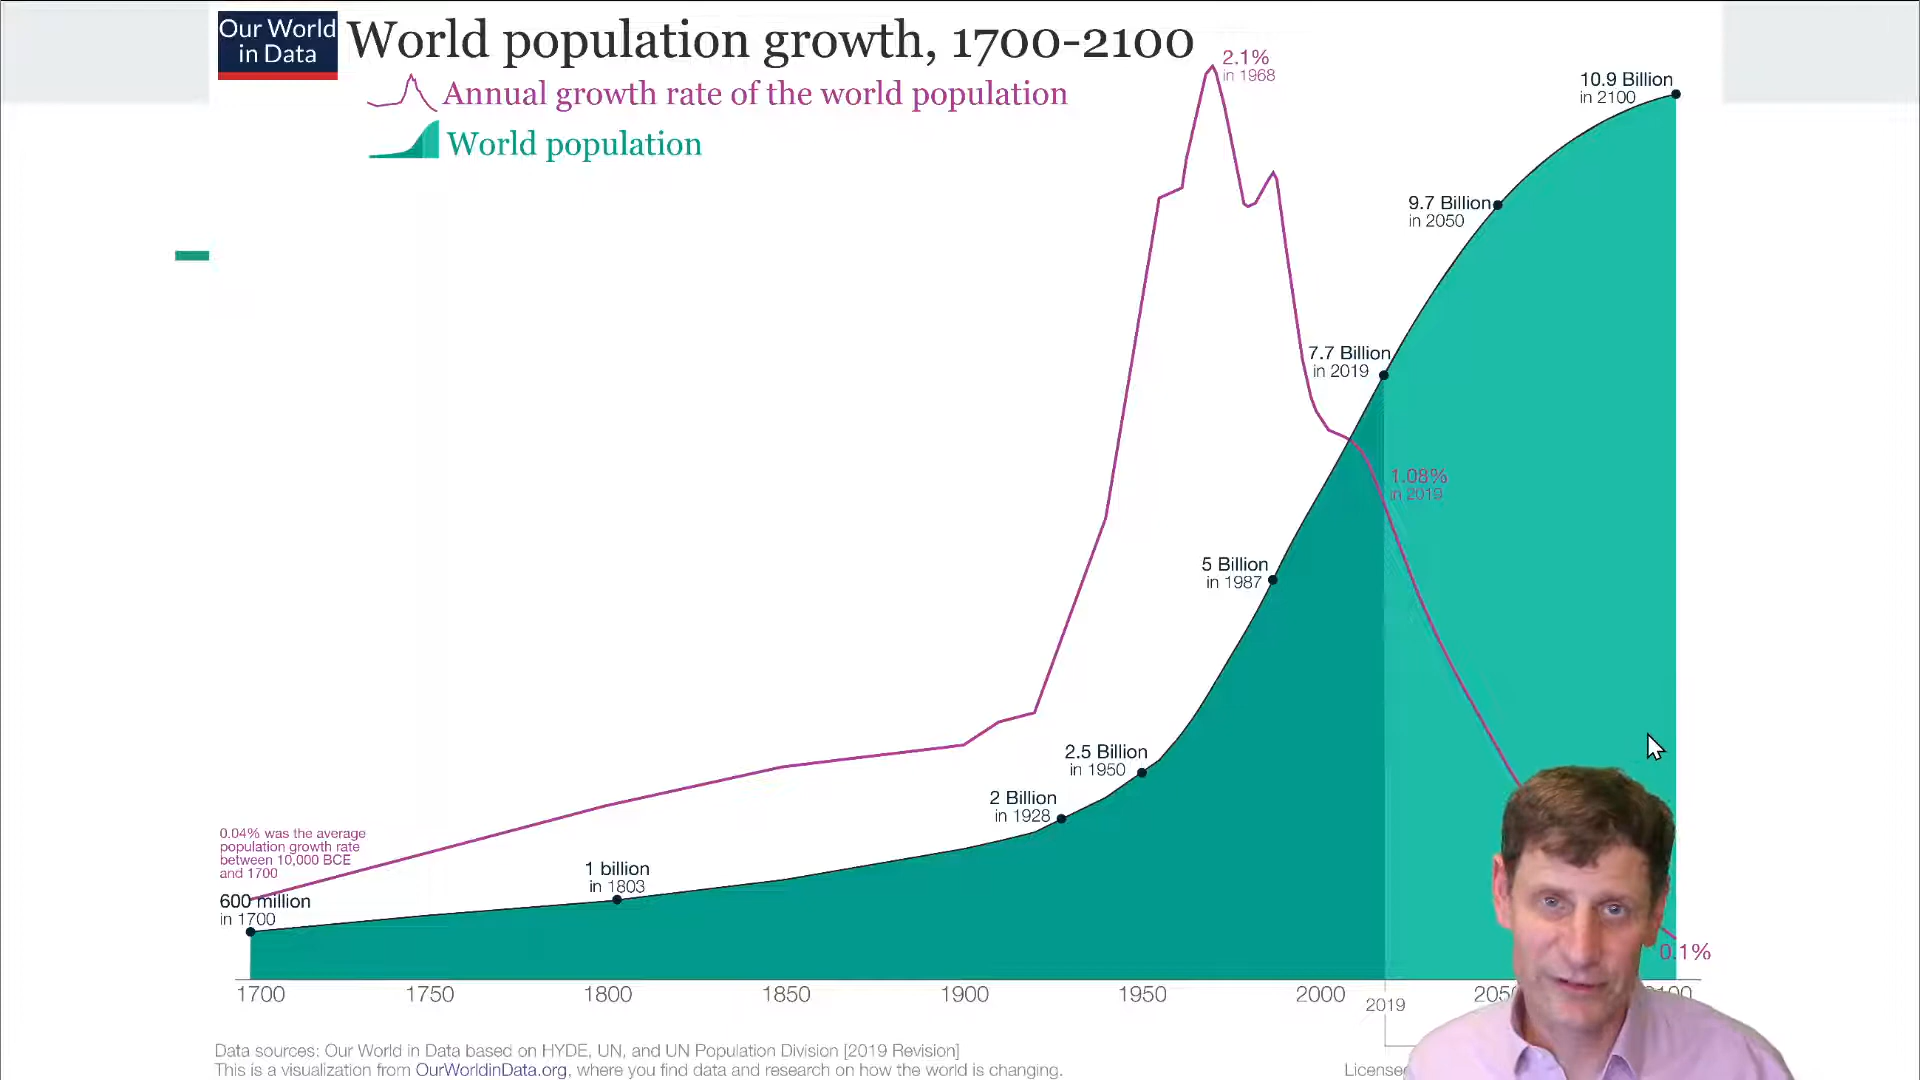 Our World
in Data
World population growth, 1700-2100
Annual growth rate of the world population
World population
2.1%
in 1968
10.9 Billion
in 2100
9.7 Billion
in 2050
7.7 Billion
in 2019
1.08%
in 2019
5 Billion
in 1987
2.5 Billion
in 1950
2 Billion
in 1928
0.04% was the average
population growth rate
between 10,000 BCE
and 1700
1 billion
in 1803
600 million
in 1700
0.1%
1700 1750 1800 1850 1900 1950 2000
2019
Data sources: Our World in Data based on HYDE, UN, and UN Population Division [2019 Revision]
This is a visualization from OurWorldinData.org, where you find data and research on how the world is changing.